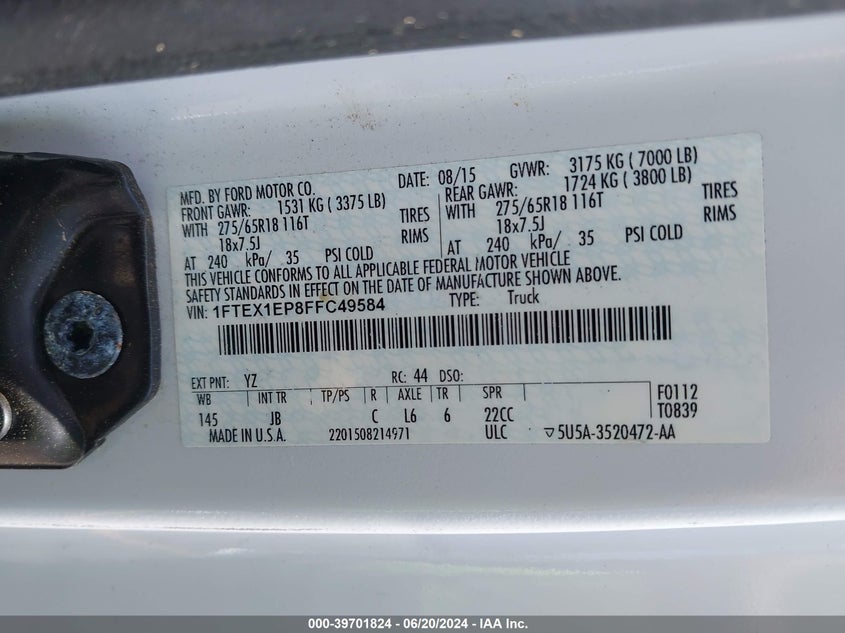 MFD. BY FORD MOTOR CO. DATE: 08/15 GVWR: 3175 KG ( 7000 LB)
FRONT GAWR: 1531 KG ( 3375 LB) REAR GAWR: 1724 KG ( 3800 LB)
WITH 275/65R18 116T TIRES WITH 275/65R18 116T TIRES
18x7.5J RIMS 18x7.5J RIMS
AT 240 kPa/ 35 PSI COLD AT 240 kPa/ 35 PSI COLD
THIS VEHICLE CONFORMS TO ALL APPLICABLE FEDERAL MOTOR VEHICLE
SAFETY STANDARDS IN EFFECT ON THE DATE OF MANUFACTURE SHOWN ABOVE.
VIN: 1FTEX1EP8FFC49584 TYPE: Truck
EXT PNT: YZ RC: 44 DSO:
WB INT TR TP/PS R AXLE TR SPR F0112
145 JB C L6 6 22CC T0839
MADE IN U.S.A. 2201508214971 ULC ▽5U5A-3520472-AA
000-39701824 - 06/20/2024 - IAA Inc.